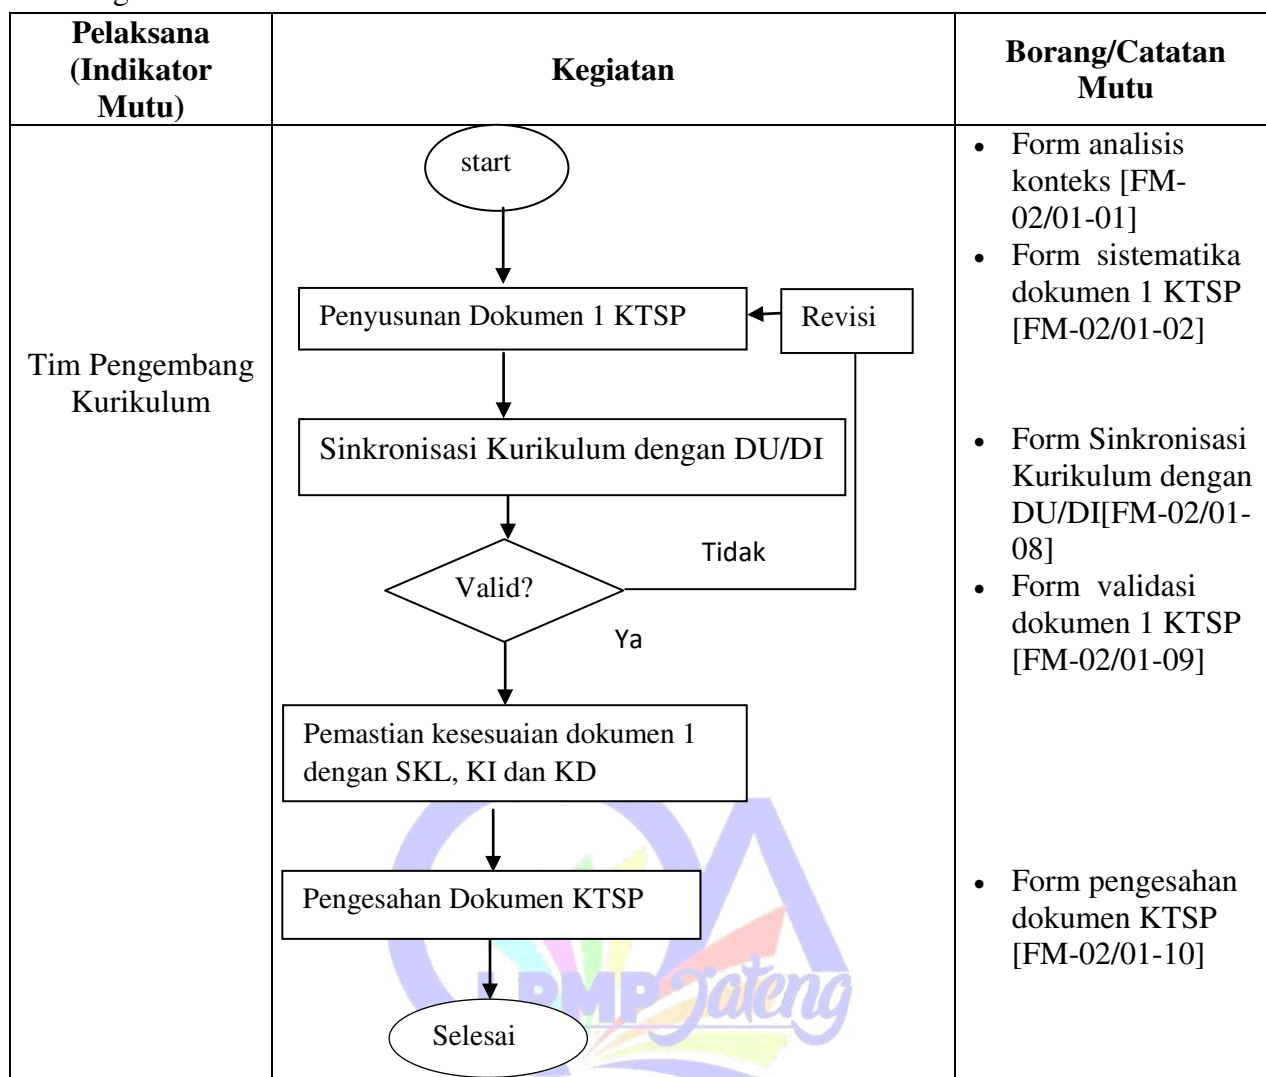 Pelaksana
(Indikator
Mutu)
Kegiatan
Borang/Catatan
Mutu
Tim Pengembang
Kurikulum
start
Penyusunan Dokumen 1 KTSP
Revisi
Sinkronisasi Kurikulum dengan DU/DI
Valid?
Tidak
Ya
Pemastian kesesuaian dokumen 1
dengan SKL, KI dan KD
Pengesahan Dokumen KTSP
Selesai
• Form analisis
konteks [FM-
02/01-01]
• Form sistematika
dokumen 1 KTSP
[FM-02/01-02]
• Form Sinkronisasi
Kurikulum dengan
DU/DI[FM-02/01-
08]
• Form validasi
dokumen 1 KTSP
[FM-02/01-09]
• Form pengesahan
dokumen KTSP
[FM-02/01-10]
LPMP Jateng